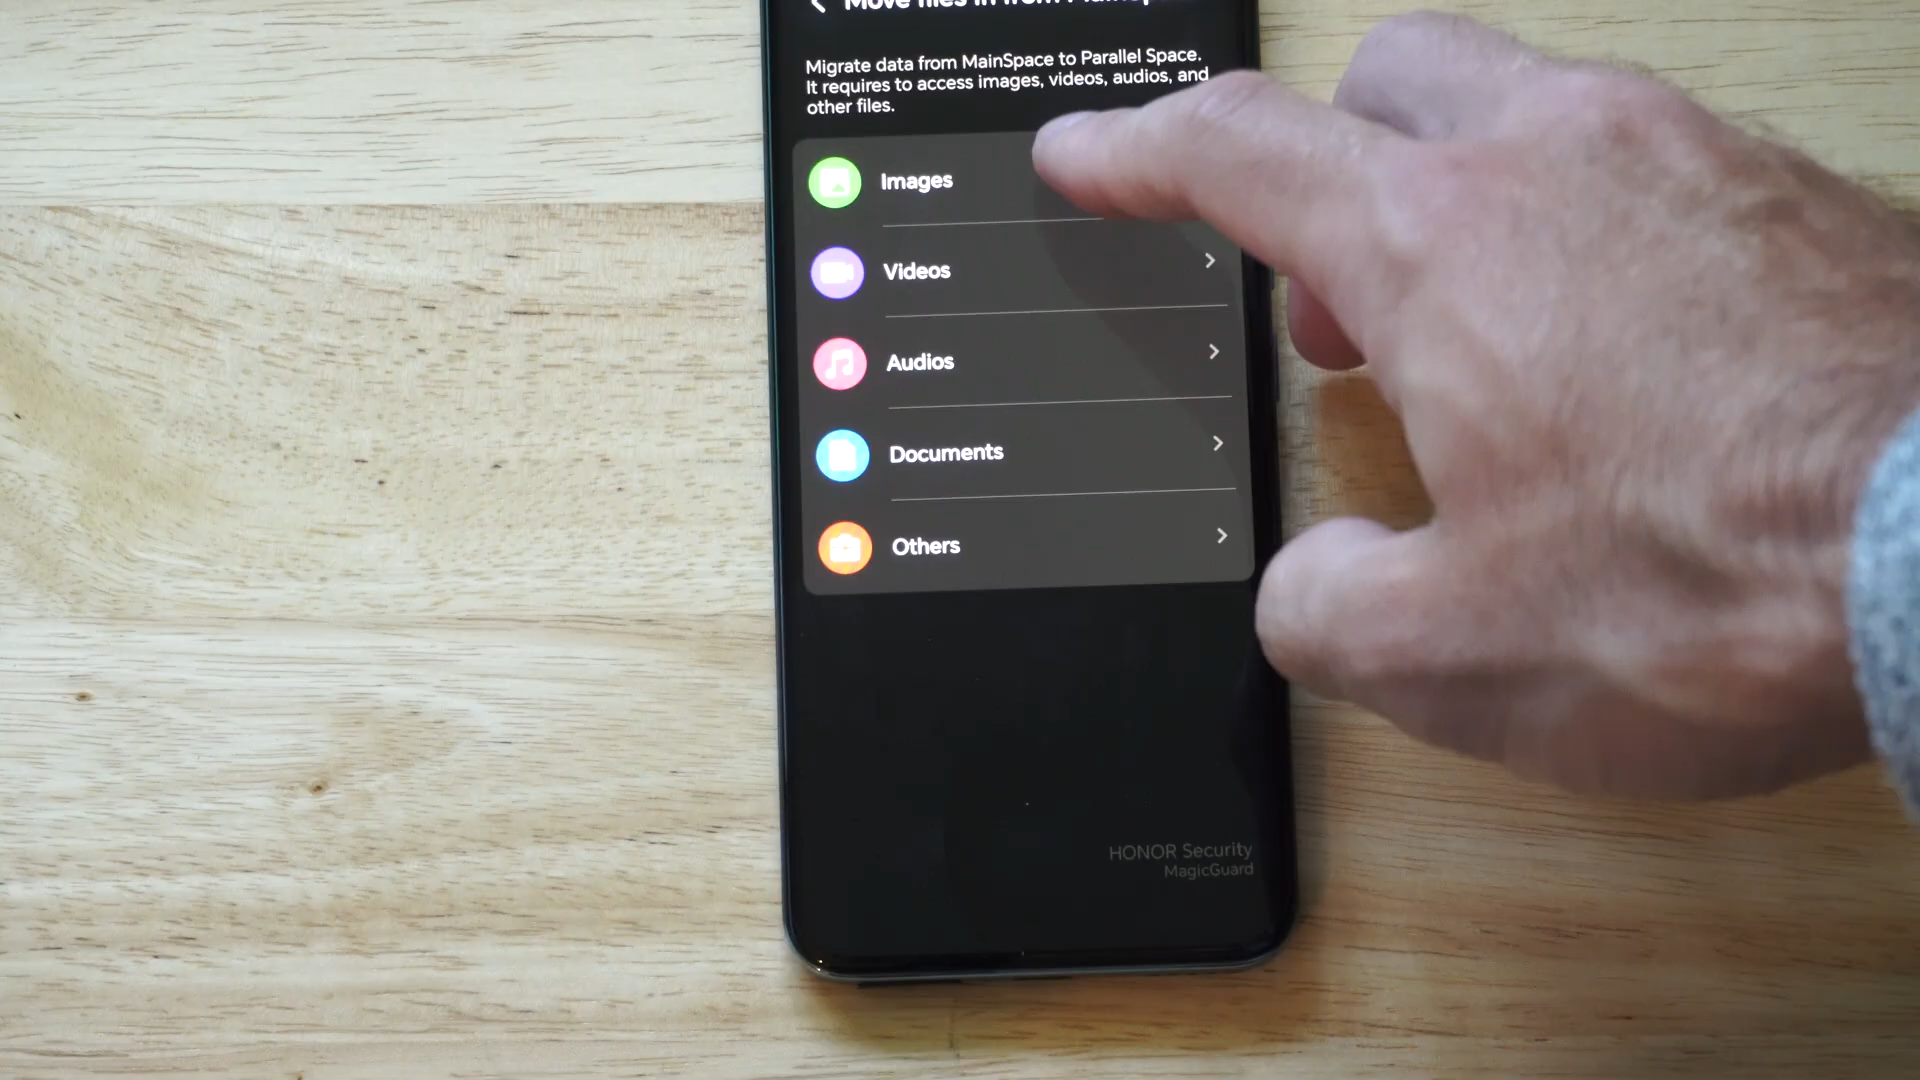 Move files in from MainSp
Migrate data from MainSpace to Parallel Space.
It requires to access images, videos, audios, and
other files.
Images
Videos
Audios
Documents
Others
HONOR Security
MagicGuard